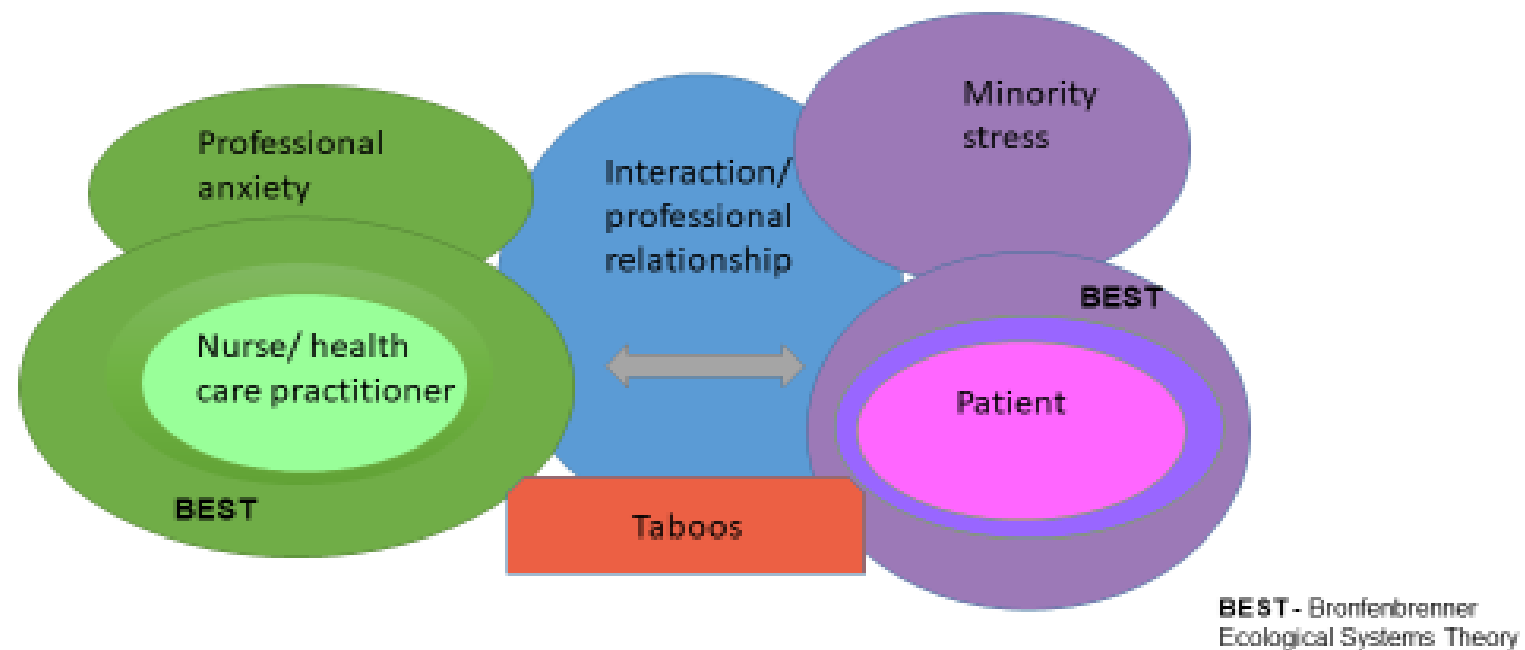 Professional
anxiety
Nurse/ health
care practitioner
BEST
Interaction/
professional
relationship
Taboos
Minority
stress
BEST
Patient
BEST- Bronfenbrenner
Ecological Systems Theory